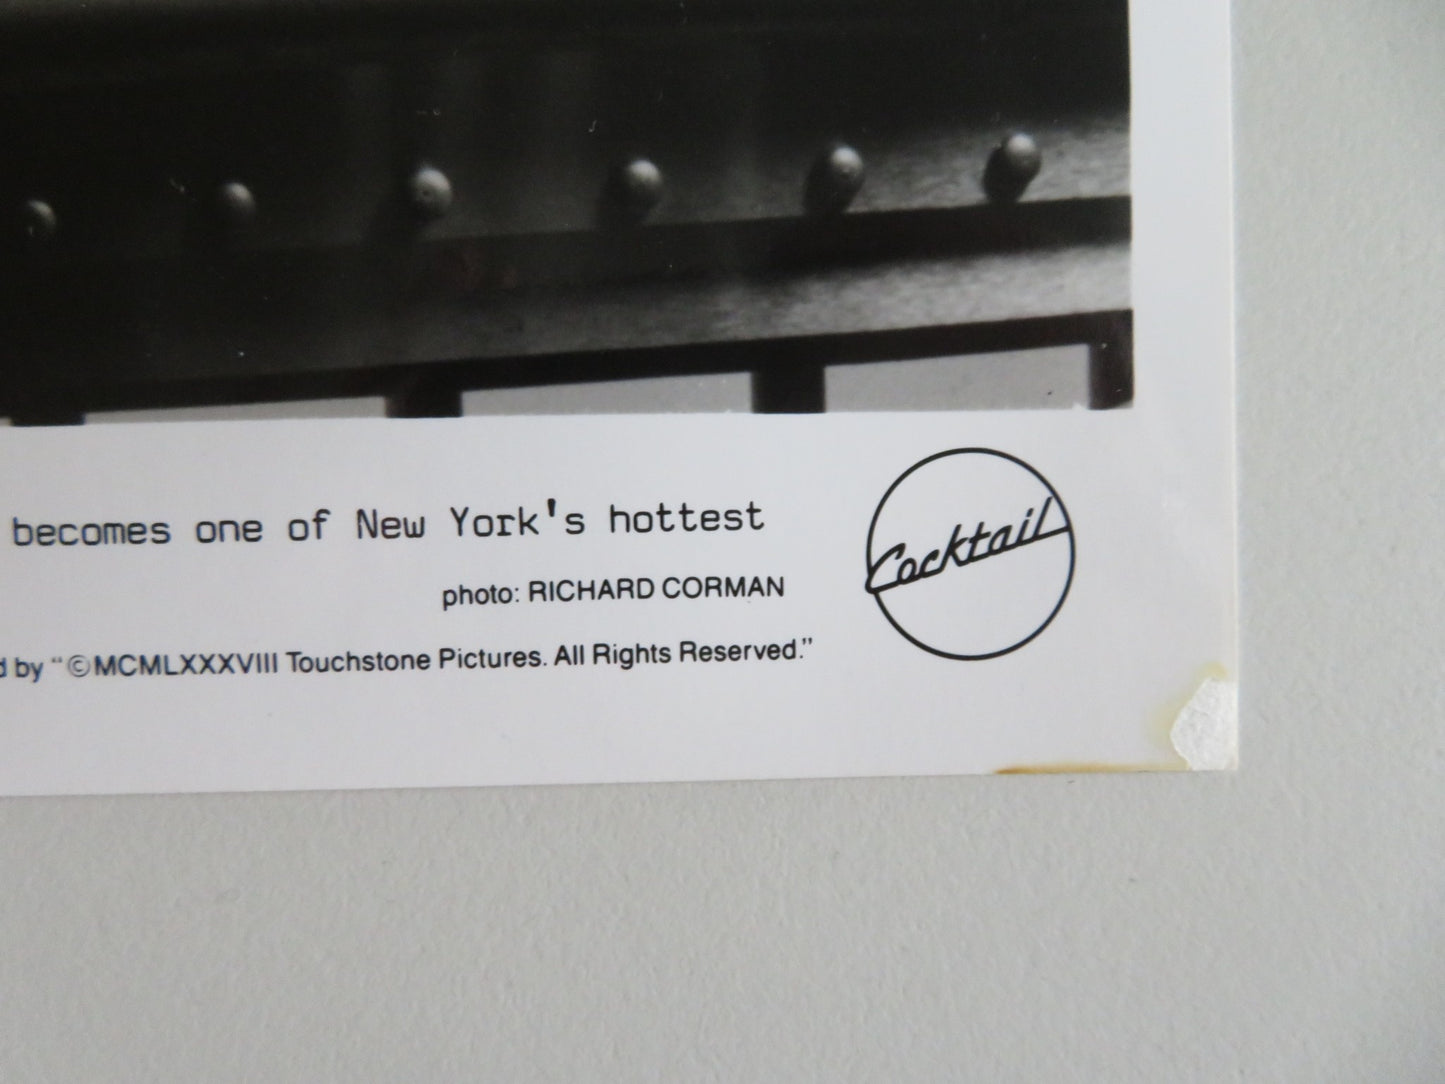 becomes one of New York's hottest
photo: RICHARD CORMAN
by “©MCMLXXXVIII Touchstone Pictures. All Rights Reserved.”
Cocktail